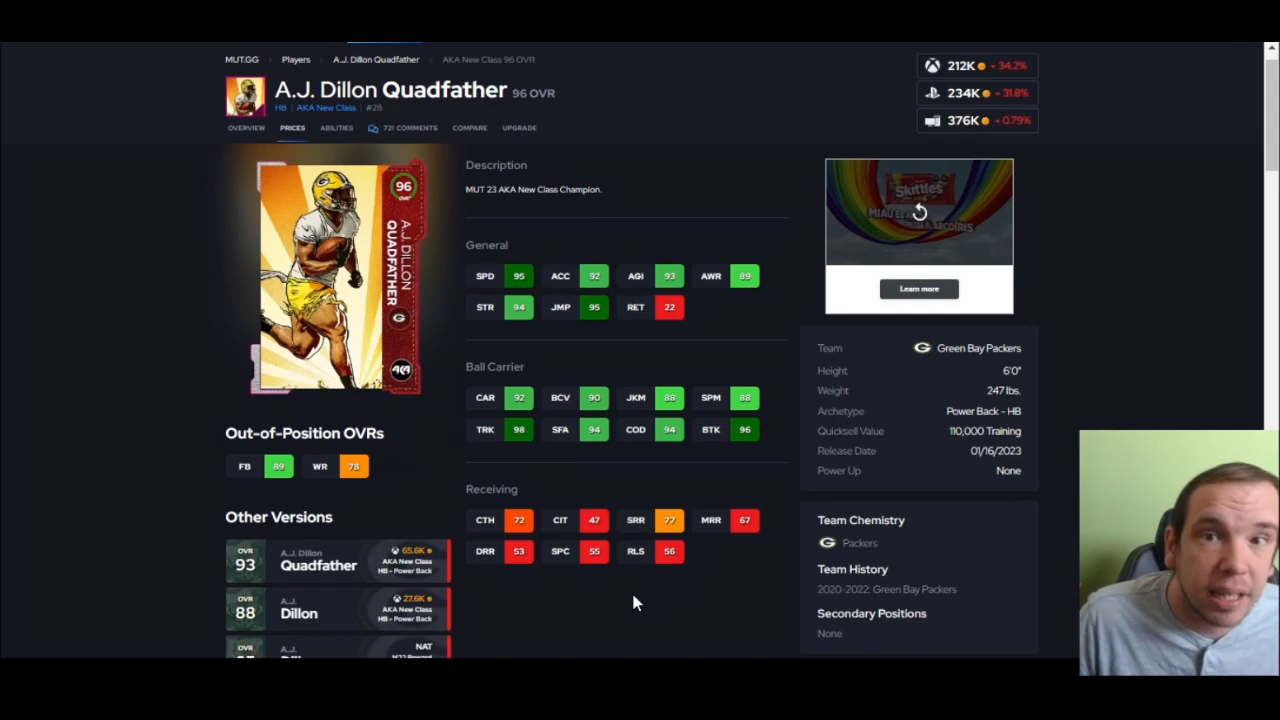 MUT.GG > Players > A.J. Dillon Quadfather > AKA New Class 96 OVR
A.J. Dillon Quadfather 96 OVR
HB | AKA New Class | #28
OVERVIEW PRICES ABILITIES 721 COMMENTS COMPARE UPGRADE
212K 34.2%
234K 31.8%
376K 0.79%
96
OVR
A.J. DILLON
QUADFATHER
G
AKA
Description
MUT 23 AKA New Class Champion.
General
SPD 95 ACC 92 AGI 93 AWR 89
STR 94 JMP 95 RET 22
Ball Carrier
CAR 92 BCV 90 JKM 88 SPM 88
TRK 98 SFA 94 COD 94 BTK 96
Receiving
CTH 72 CIT 47 SRR 77 MRR 67
DRR 53 SPC 55 RLS 56
Out-of-Position OVRs
FB 89 WR 78
Other Versions
OVR
93
A.J. Dillon
Quadfather
65.6K
AKA New Class
HB - Power Back
OVR
88
A.J.
Dillon
27.6K
AKA New Class
HB - Power Back
OVR
A.J.
NAT
Skittles
Learn more
Team Green Bay Packers
Height 6'0"
Weight 247 lbs.
Archetype Power Back - HB
Quicksell Value 110,000 Training
Release Date 01/16/2023
Power Up None
Team Chemistry
Packers
Team History
2020-2022: Green Bay Packers
Secondary Positions
None